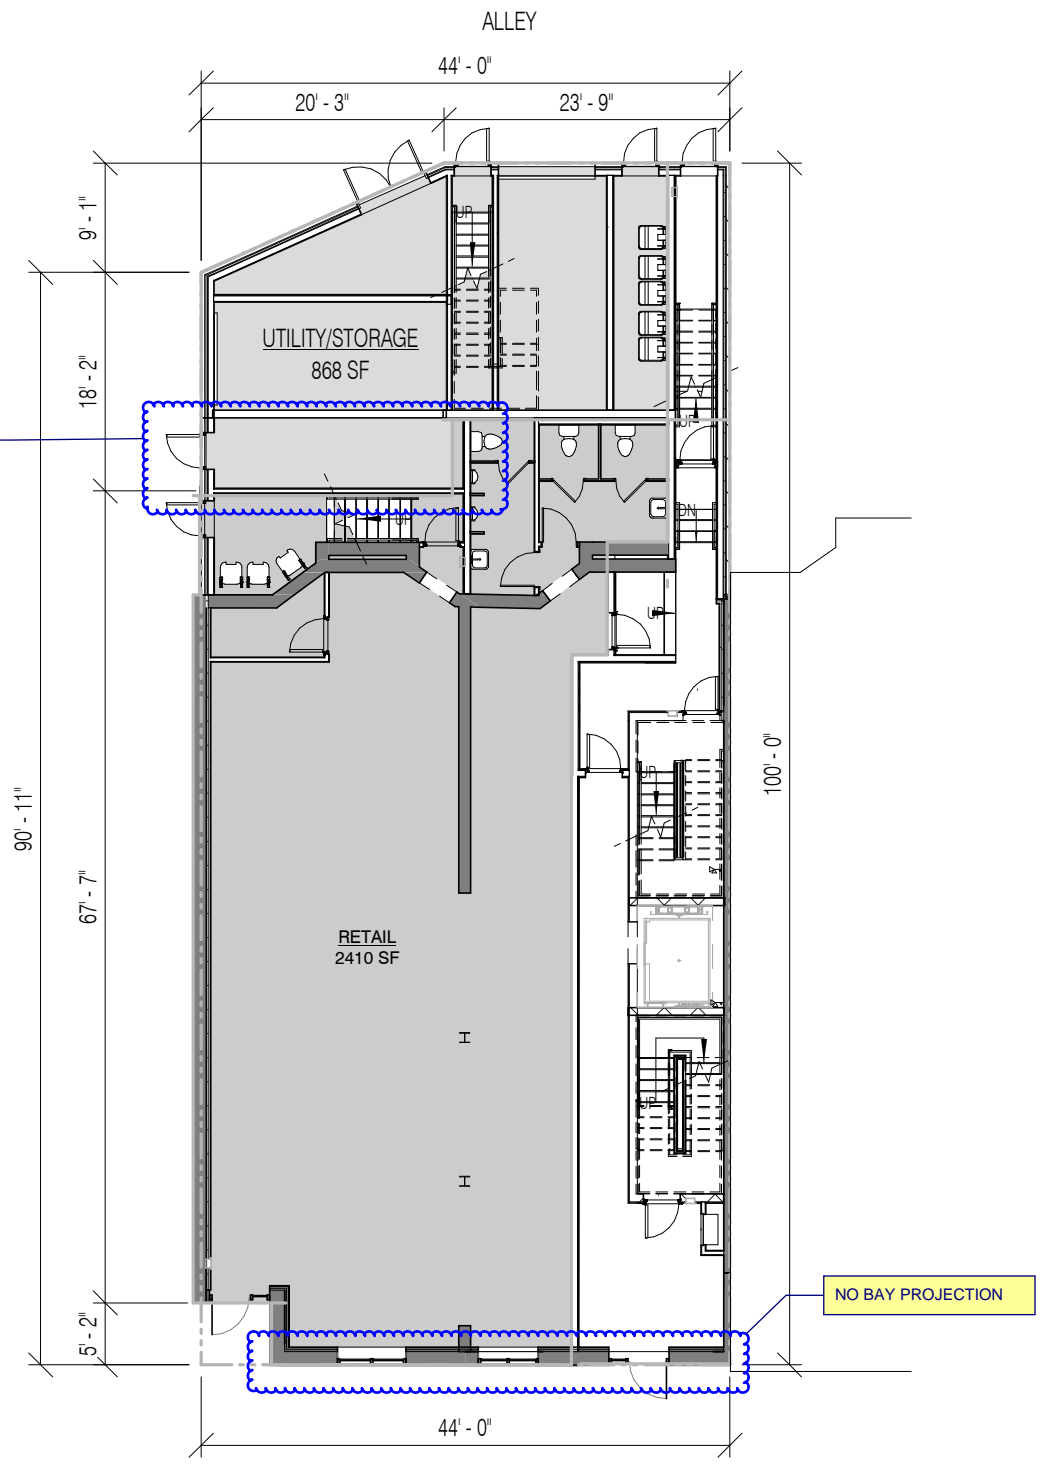 ALLEY
44' - 0"
20' - 3"
23' - 9"
9' - 1"
UP
UTILITY/STORAGE
868 SF
18' - 2"
UP
UP
DN
UP
90' - 11"
100' - 0"
UP
67' - 7"
RETAIL
2410 SF
UP
NO BAY PROJECTION
5' - 2"
44' - 0"